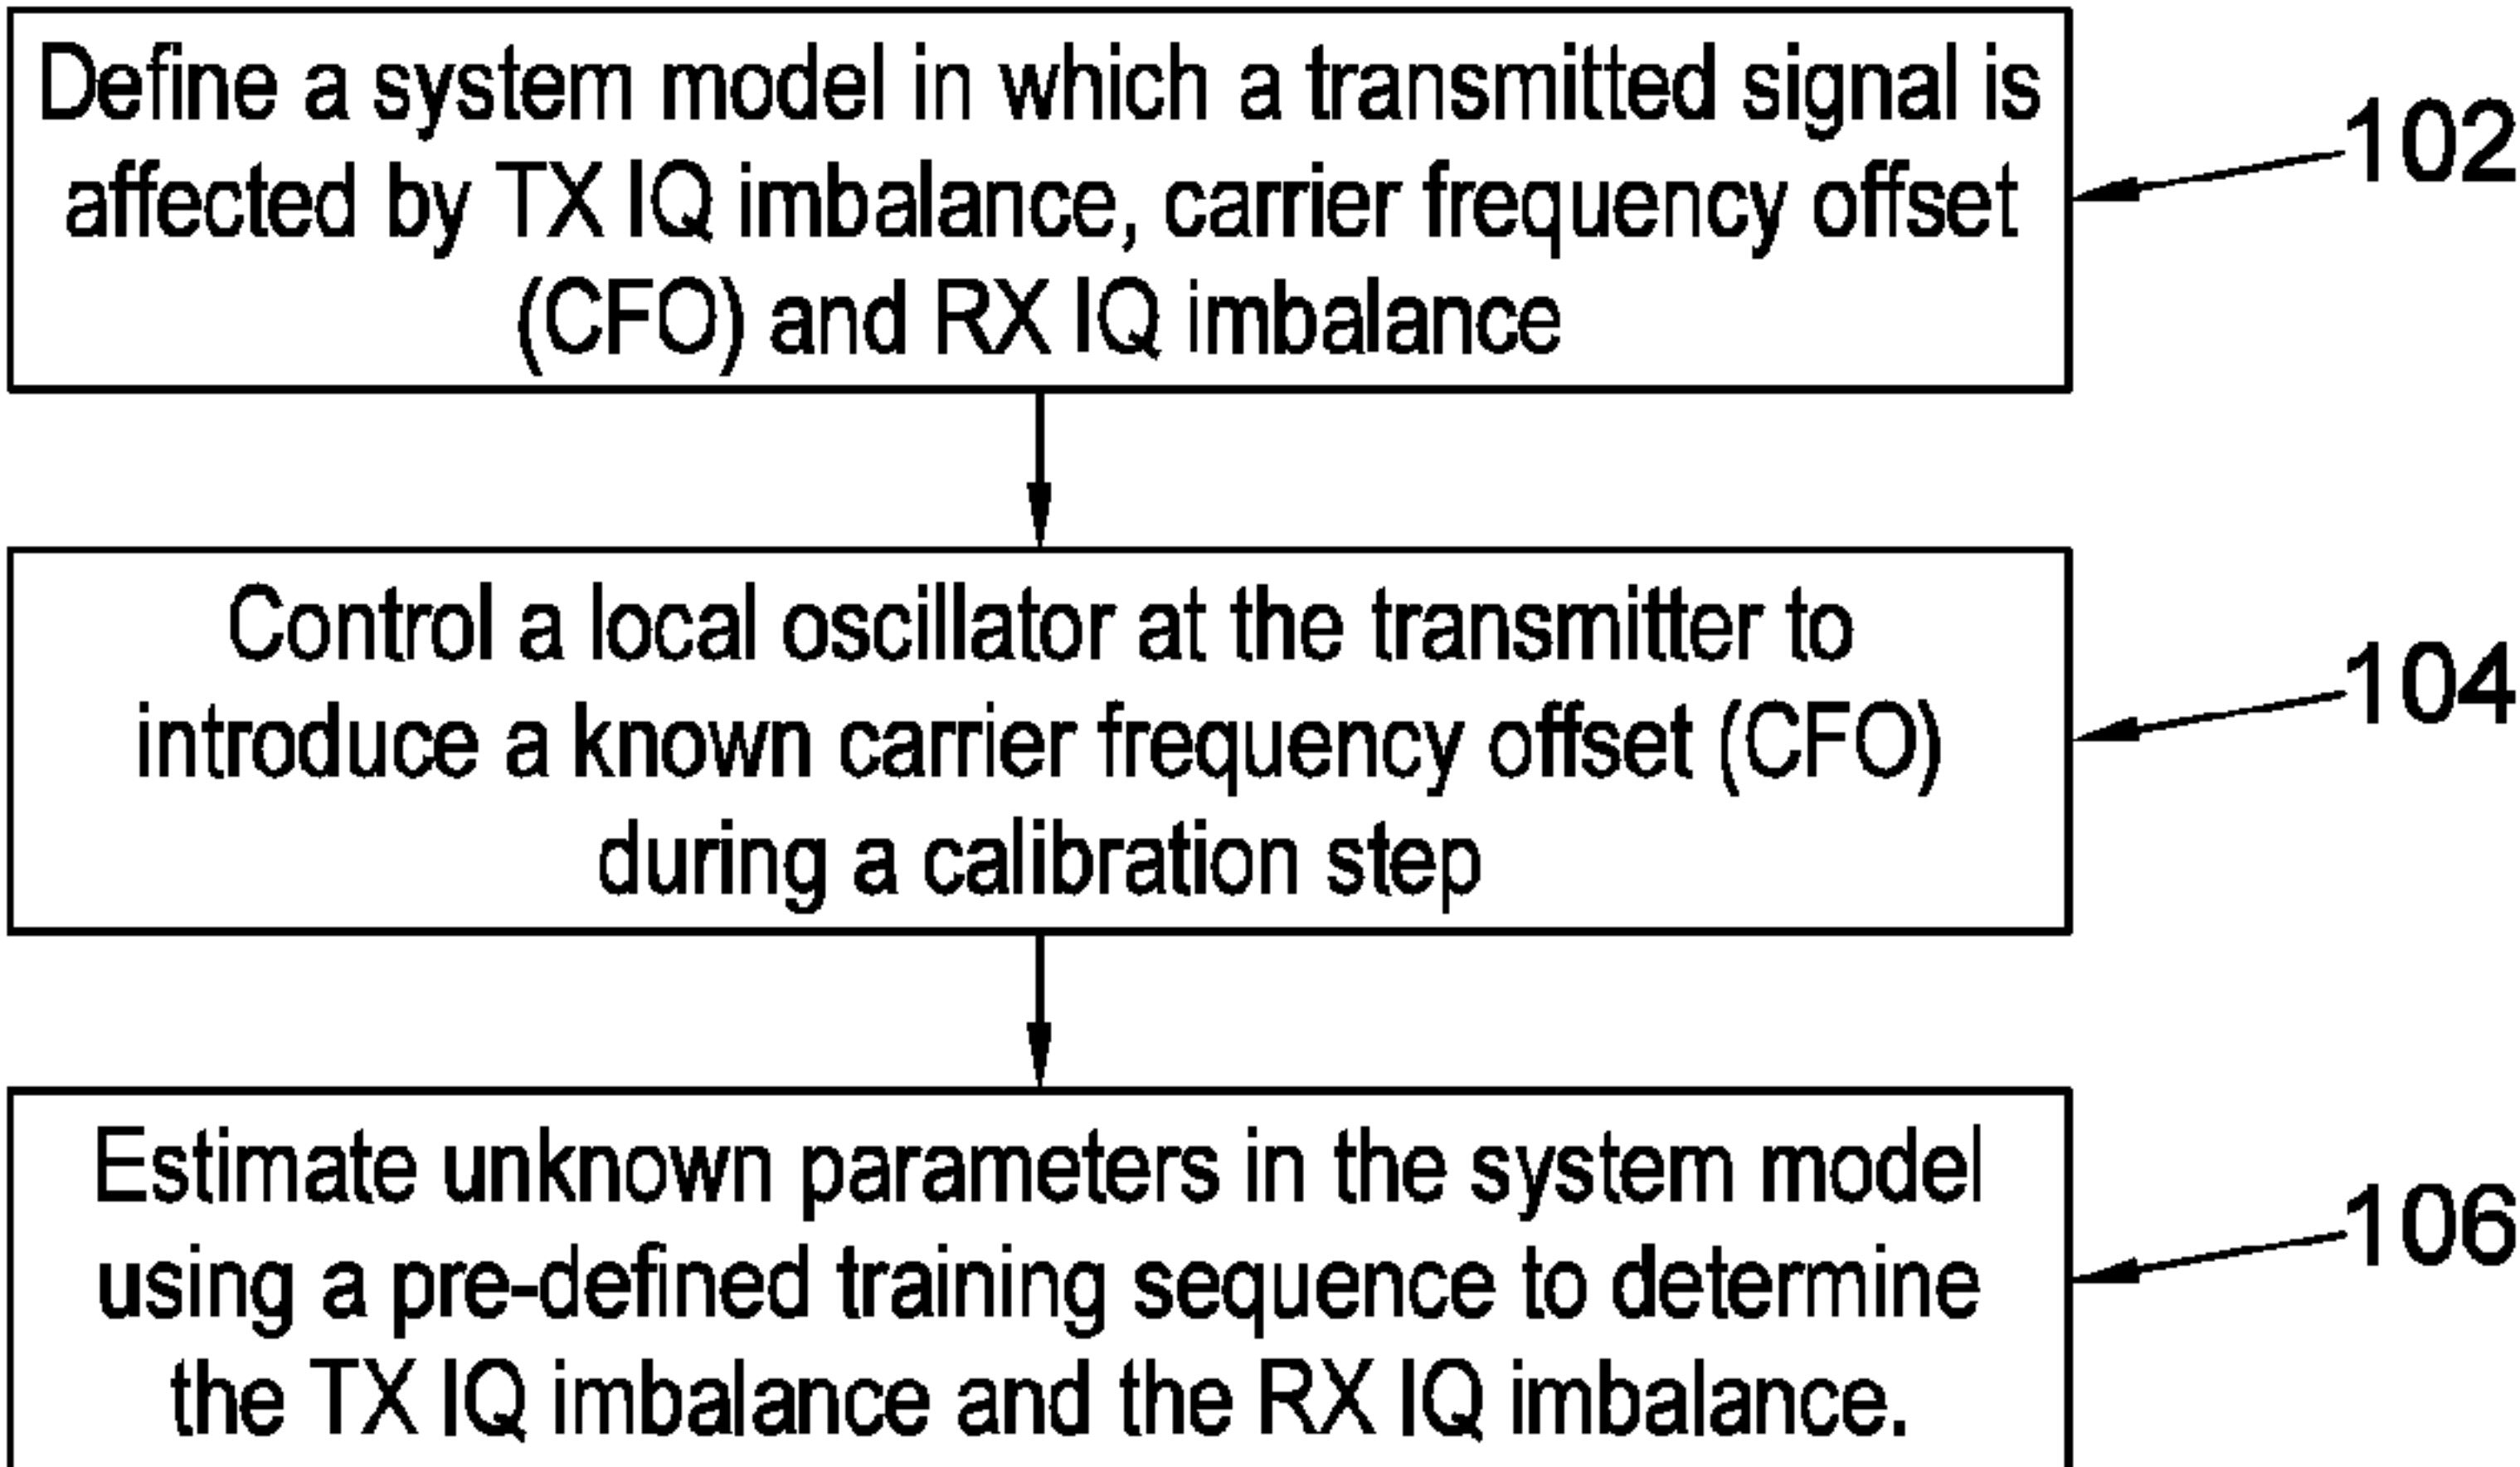 Define a system model in which a transmitted signal is
affected by TX IQ imbalance, carrier frequency offset
(CFO) and RX IQ imbalance
102
Control a local oscillator at the transmitter to
introduce a known carrier frequency offset (CFO)
during a calibration step
104
Estimate unknown parameters in the system model
using a pre-defined training sequence to determine
the TX IQ imbalance and the RX IQ imbalance.
106